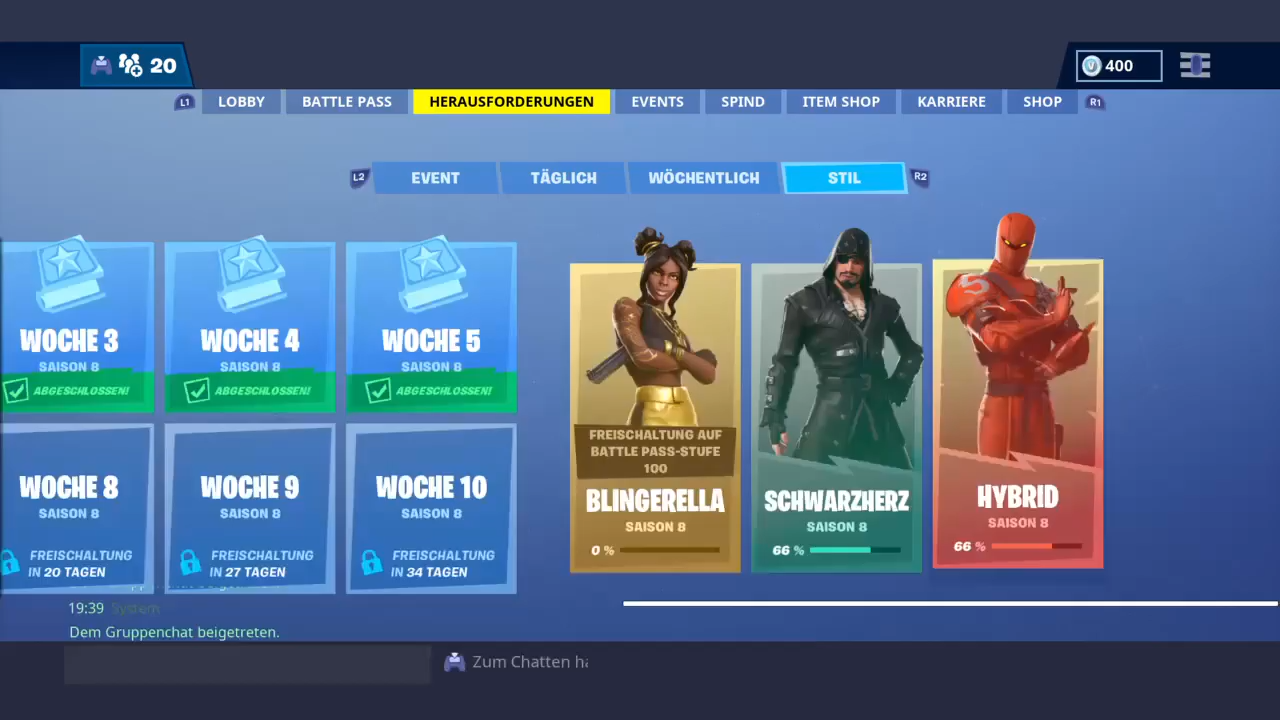 20
400
L1
LOBBY
BATTLE PASS
HERAUSFORDERUNGEN
EVENTS
SPIND
ITEM SHOP
KARRIERE
SHOP
R1
L2
EVENT
TÄGLICH
WÖCHENTLICH
STIL
R2
WOCHE 3
SAISON 8
ABGESCHLOSSEN!
WOCHE 4
SAISON 8
ABGESCHLOSSEN!
WOCHE 5
SAISON 8
ABGESCHLOSSEN!
WOCHE 8
SAISON 8
FREISCHALTUNG
IN 20 TAGEN
WOCHE 9
SAISON 8
FREISCHALTUNG
IN 27 TAGEN
WOCHE 10
SAISON 8
FREISCHALTUNG
IN 34 TAGEN
FREISCHALTUNG AUF
BATTLE PASS-STUFE
100
BLINGERELLA
SAISON 8
0 %
SCHWARZHERZ
SAISON 8
66 %
5
HYBRID
SAISON 8
66 %
19:39 System
Dem Gruppenchat beigetreten.
Zum Chatten